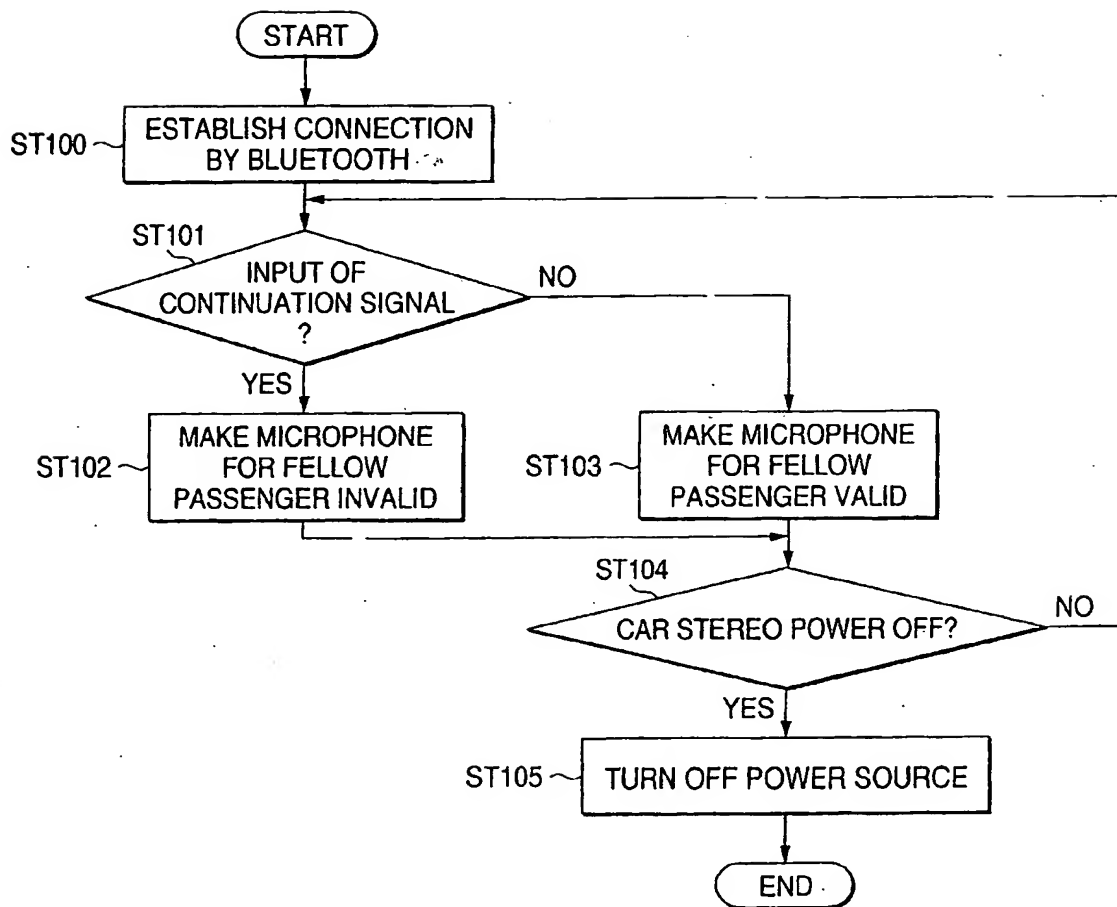 START
ST100
ESTABLISH CONNECTION
BY BLUETOOTH
ST101
INPUT OF
CONTINUATION SIGNAL
?
NO
YES
ST102
MAKE MICROPHONE
FOR FELLOW
PASSENGER INVALID
ST103
MAKE MICROPHONE
FOR FELLOW
PASSENGER VALID
ST104
CAR STEREO POWER OFF?
NO
YES
ST105
TURN OFF POWER SOURCE
END